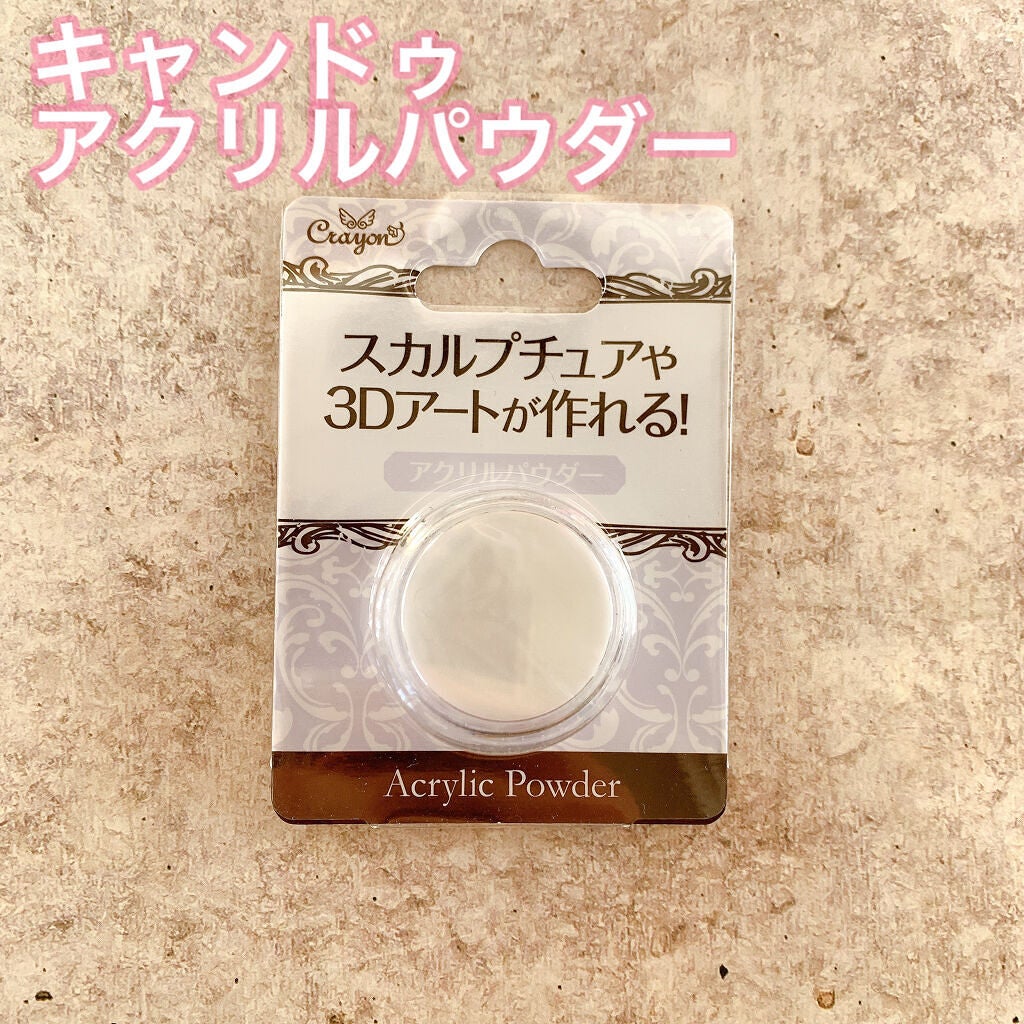 キャンドゥ
アクリルパウダー
Crayon
スカルプチュアや
3Dアートが作れる!
アクリルパウダー
Acrylic Powder